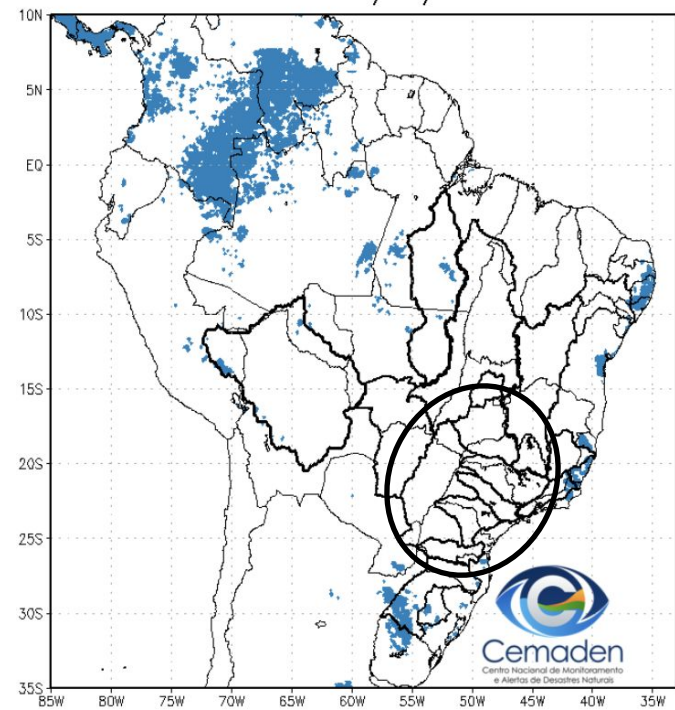 10N
5N
EQ
5S
10S
15S
20S
25S
30S
35S
85W 80W 75W 70W 65W 60W 55W 50W 45W 40W 35W
Cemaden
Centro Nacional de Monitoramento
e Alertas de Desastres Naturais